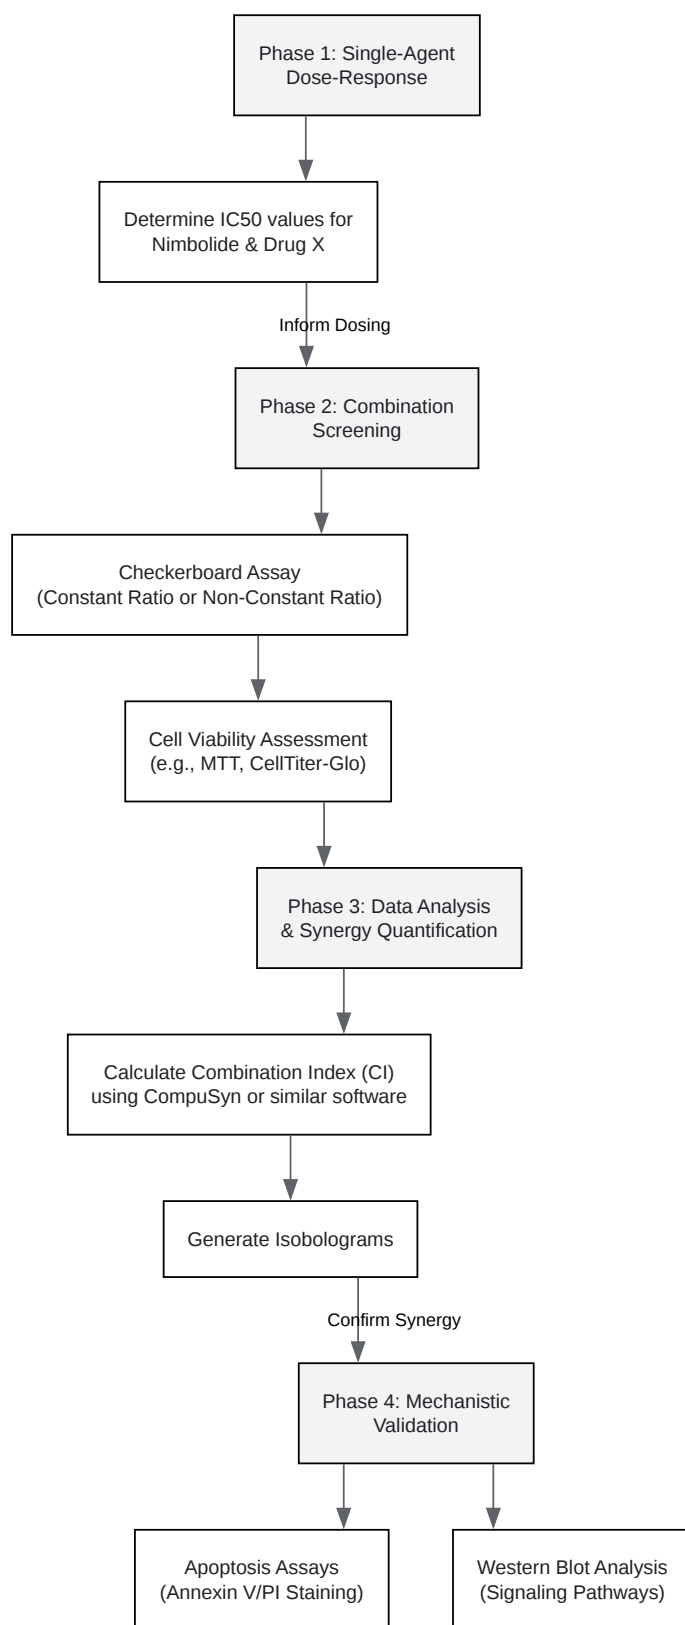 Phase 1: Single-Agent
Dose-Response
Determine IC50 values for
Nimbolide & Drug X
Inform Dosing
Phase 2: Combination
Screening
Checkerboard Assay
(Constant Ratio or Non-Constant Ratio)
Cell Viability Assessment
(e.g., MTT, CellTiter-Glo)
Phase 3: Data Analysis
& Synergy Quantification
Calculate Combination Index (CI)
using CompuSyn or similar software
Generate Isobolograms
Confirm Synergy
Phase 4: Mechanistic
Validation
Apoptosis Assays
(Annexin V/PI Staining)
Western Blot Analysis
(Signaling Pathways)